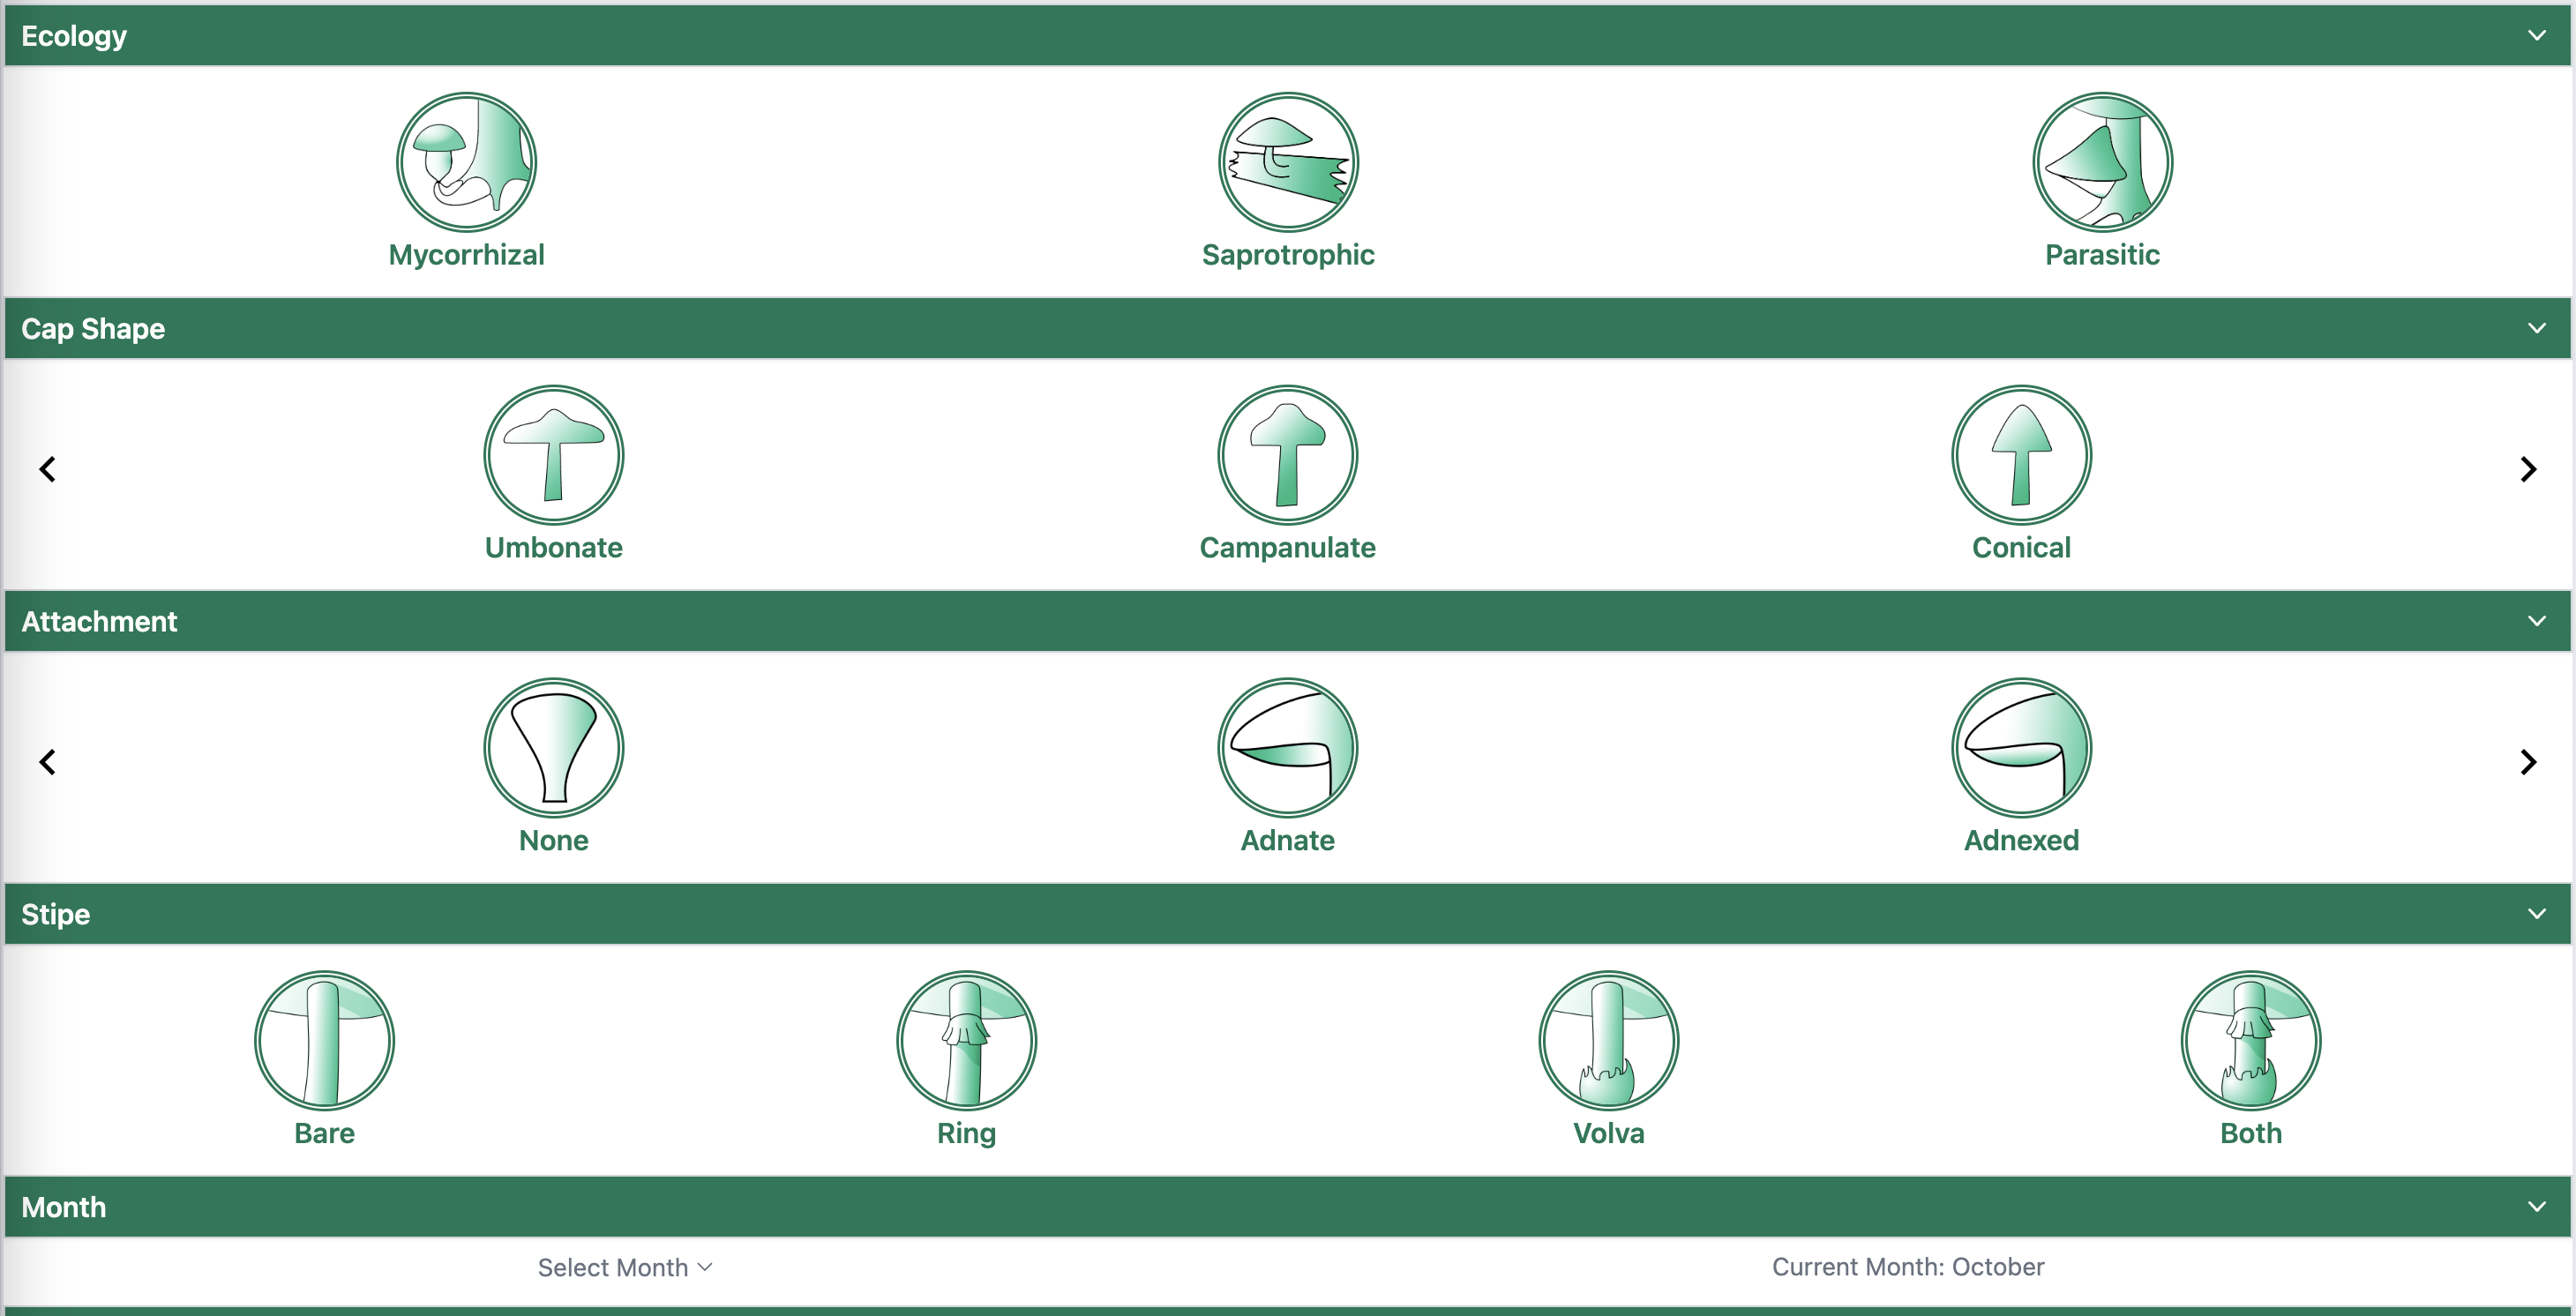 Ecology
Mycorrhizal Saprotrophic Parasitic
Cap Shape
Umbonate Campanulate Conical
Attachment
None Adnate Adnexed
Stipe
Bare Ring Volva Both
Month
Select Month Current Month: October